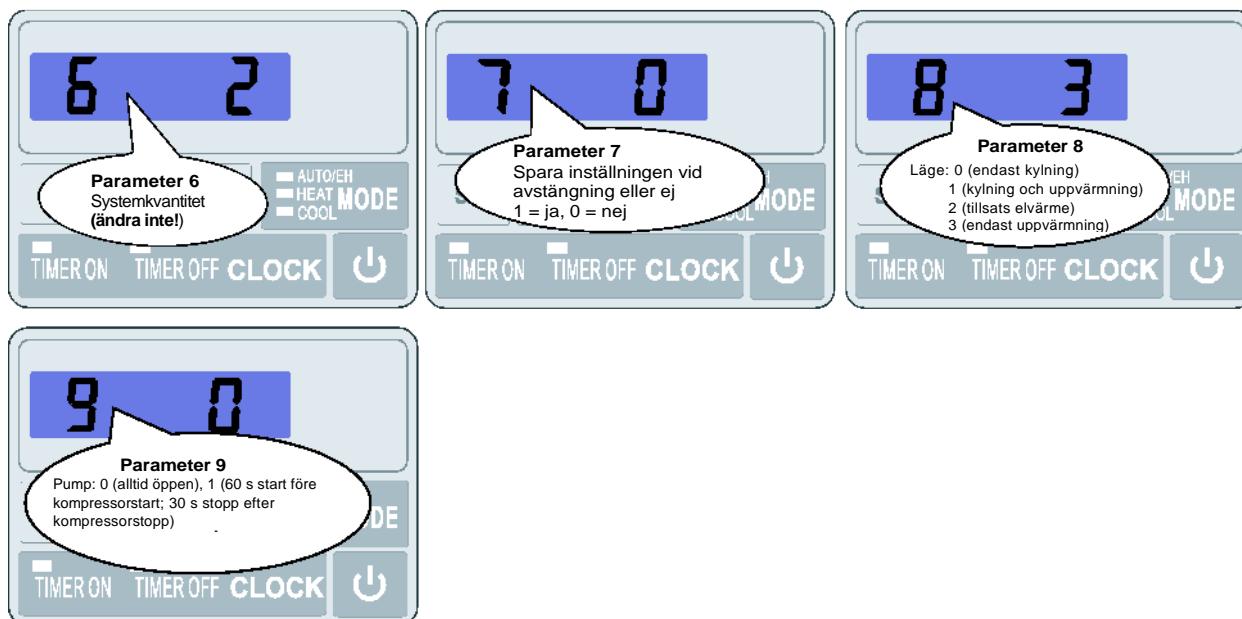 6 2
Parameter 6
Systemkvantitet
(ändra inte!)
AUTO/EH
HEAT
COOL
MODE
TIMER ON TIMER OFF CLOCK
7 0
Parameter 7
Spara inställningen vid
avstängning eller ej
1 = ja, 0 = nej
MODE
TIMER ON TIMER OFF CLOCK
8 3
Parameter 8
Läge: 0 (endast kylning)
1 (kylning och uppvärmning)
2 (tillsats elvärme)
3 (endast uppvärmning)
MODE
TIMER ON TIMER OFF CLOCK
9 0
Parameter 9
Pump: 0 (alltid öppen), 1 (60 s start före
kompressorstart; 30 s stopp efter
kompressorstopp)
TIMER ON TIMER OFF CLOCK